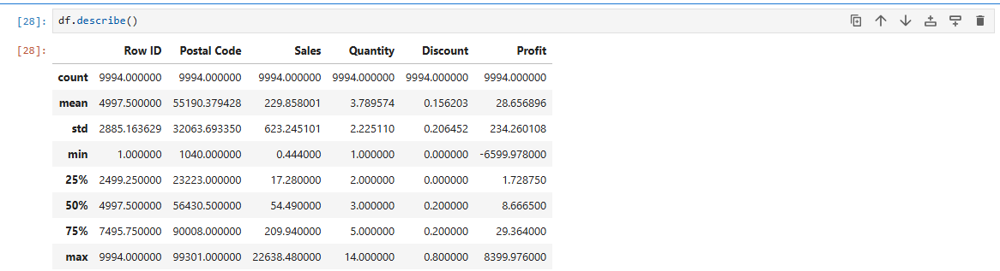 [28]: df.describe()
[28]: Row ID Postal Code Sales Quantity Discount Profit
count 9994.000000 9994.000000 9994.000000 9994.000000 9994.000000 9994.000000
mean 4997.500000 55190.379428 229.858001 3.789574 0.156203 28.656896
std 2885.163629 32063.693350 623.245101 2.225110 0.206452 234.260108
min 1.000000 1040.000000 0.444000 1.000000 0.000000 -6599.978000
25% 2499.250000 23223.000000 17.280000 2.000000 0.000000 1.728750
50% 4997.500000 56430.500000 54.490000 3.000000 0.200000 8.666500
75% 7495.750000 90008.000000 209.940000 5.000000 0.200000 29.364000
max 9994.000000 99301.000000 22638.480000 14.000000 0.800000 8399.976000